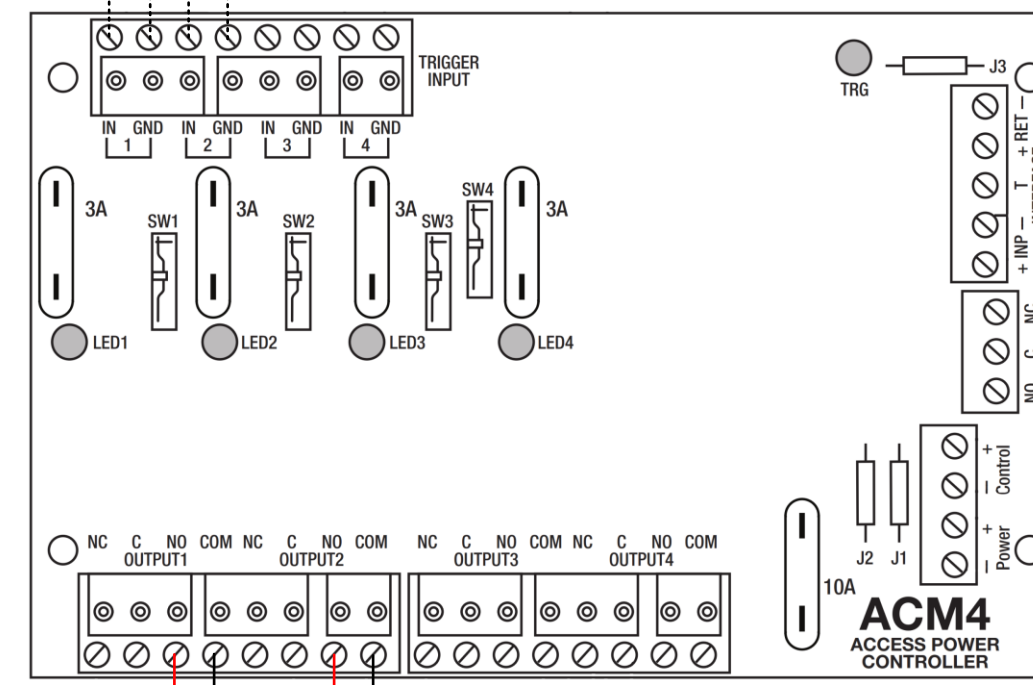 TRIGGER
INPUT
IN GND IN GND IN GND IN GND
1 2 3 4
TRG
J3
+ INP − T + RET −
3A 3A 3A 3A
SW1 SW2 SW3 SW4
LED1 LED2 LED3 LED4
NO C NC
+ Control −
+ Power −
J2 J1
10A
NC C NO COM NC C NO COM NC C NO COM NC C NO COM
OUTPUT1 OUTPUT2 OUTPUT3 OUTPUT4
ACM4
ACCESS POWER
CONTROLLER